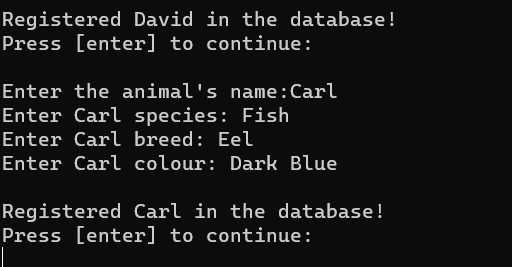 Registered David in the database!
Press [enter] to continue:
Enter the animal's name:Carl
Enter Carl species: Fish
Enter Carl breed: Eel
Enter Carl colour: Dark Blue
Registered Carl in the database!
Press [enter] to continue: